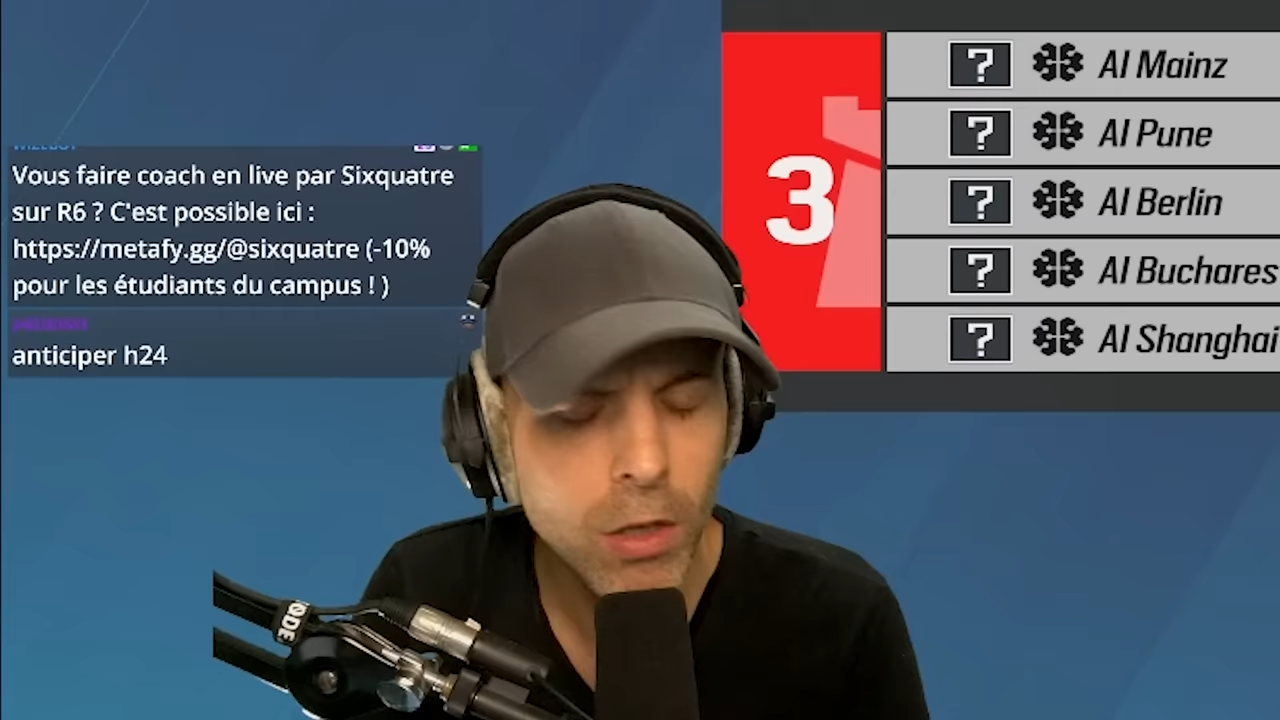 WIZEBOT
Vous faire coach en live par Sixquatre
sur R6 ? C'est possible ici :
https://metafy.gg/@sixquatre (-10%
pour les étudiants du campus ! )
anticiper h24
3
? AI Mainz
? AI Pune
? AI Berlin
? AI Buchares
? AI Shanghai